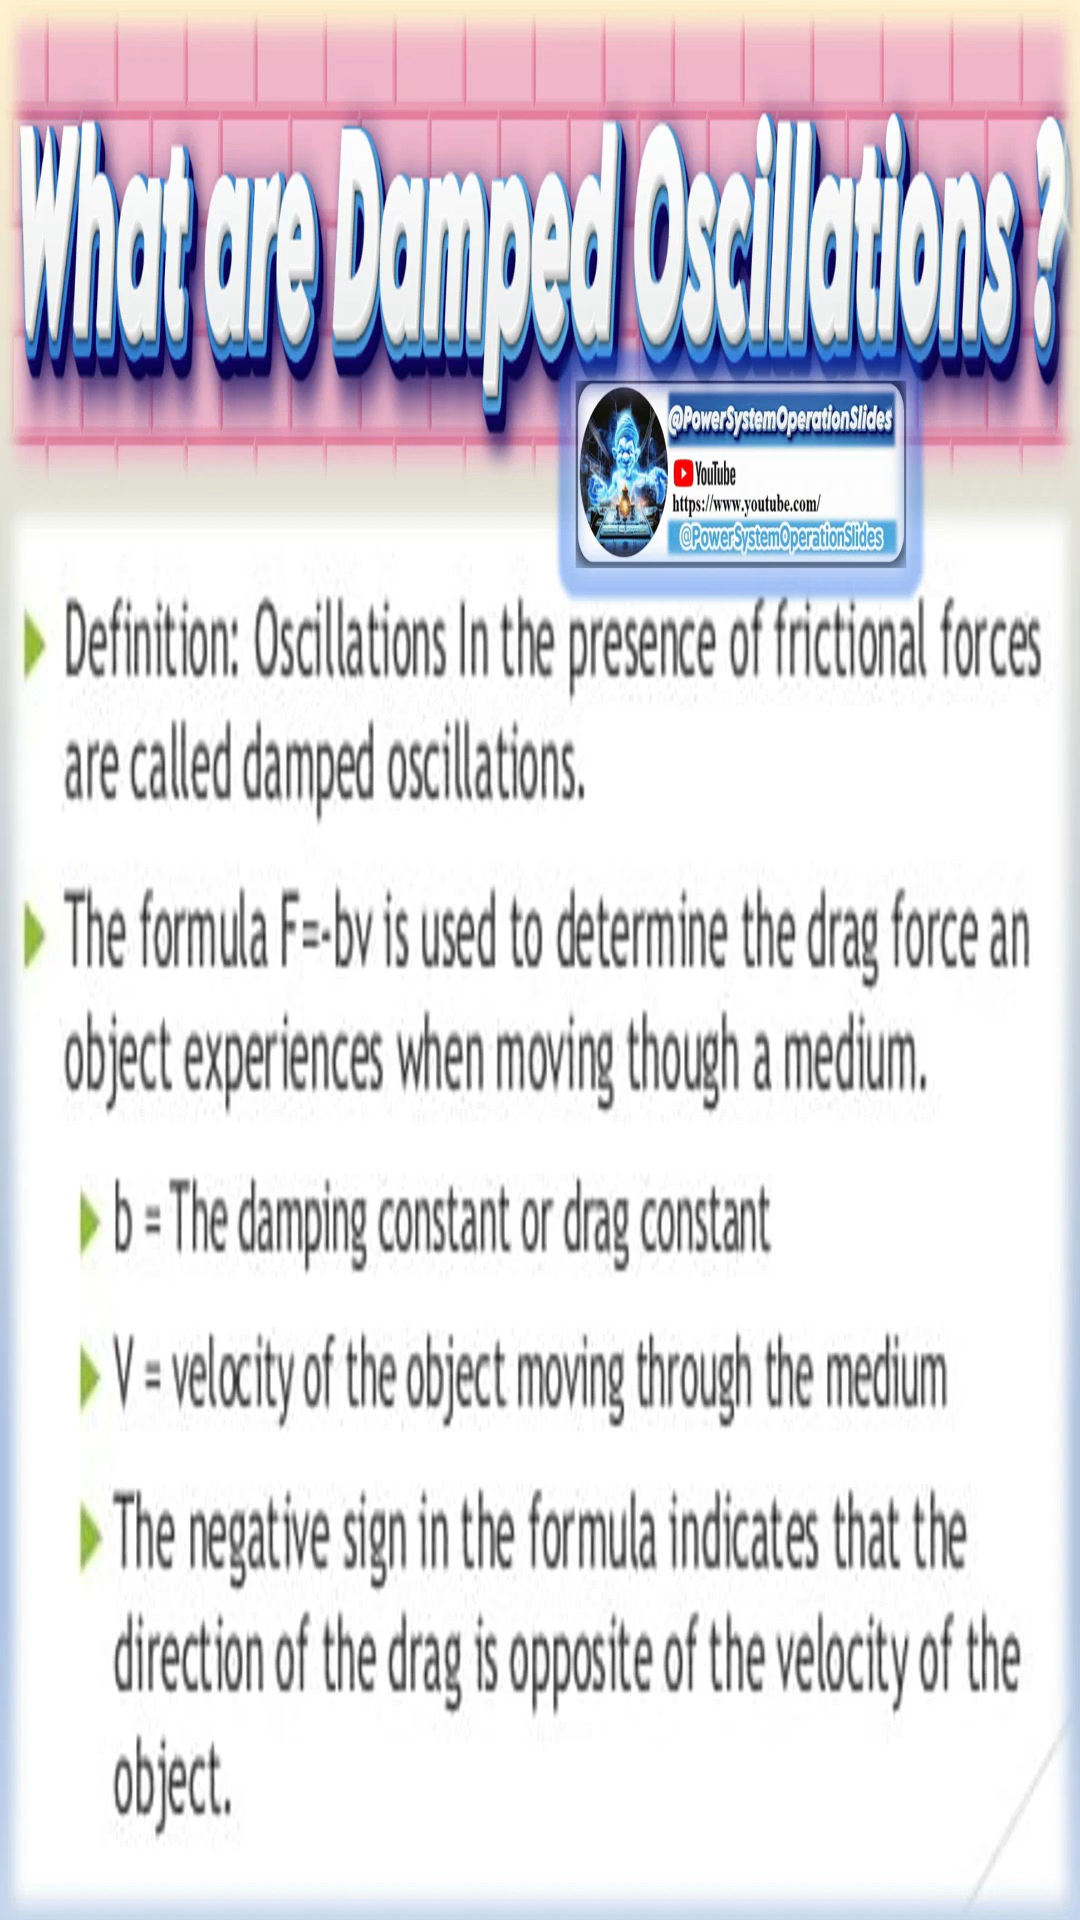 What are Damped Oscillations ?
@PowerSystemOperationSlides
YouTube
https://www.youtube.com/
@PowerSystemOperationSlides
Definition: Oscillations In the presence of frictional forces
are called damped oscillations.
The formula F=-bv is used to determine the drag force an
object experiences when moving though a medium.
b = The damping constant or drag constant
V = velocity of the object moving through the medium
The negative sign in the formula indicates that the
direction of the drag is opposite of the velocity of the
object.